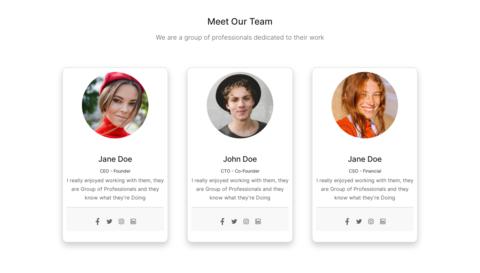 Meet Our Team
We are a group of professionals dedicated to their work
Jane Doe
CEO - Founder
I really enjoyed working with them, they
are Group of Professionals and they
know what they're Doing
John Doe
CTO - Co-Founder
I really enjoyed working with them, they
are Group of Professionals and they
know what they're Doing
Jane Doe
CSO - Financial
I really enjoyed working with them, they
are Group of Professionals and they
know what they're Doing